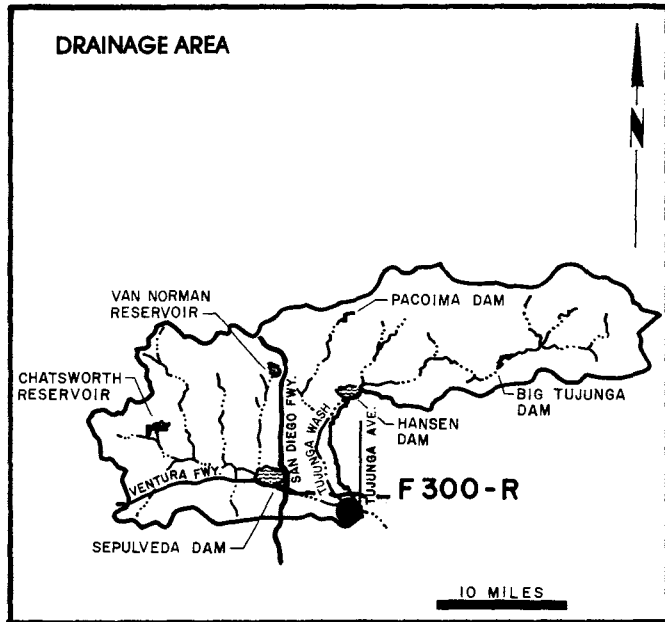 DRAINAGE AREA
N
VAN NORMAN
RESERVOIR
PACOIMA DAM
CHATSWORTH
RESERVOIR
SAN DIEGO FWY.
TUJUNGA WASH
TUJUNGA AVE.
HANSEN
DAM
BIG TUJUNGA
DAM
VENTURA FWY.
F300-R
SEPULVEDA DAM
10 MILES